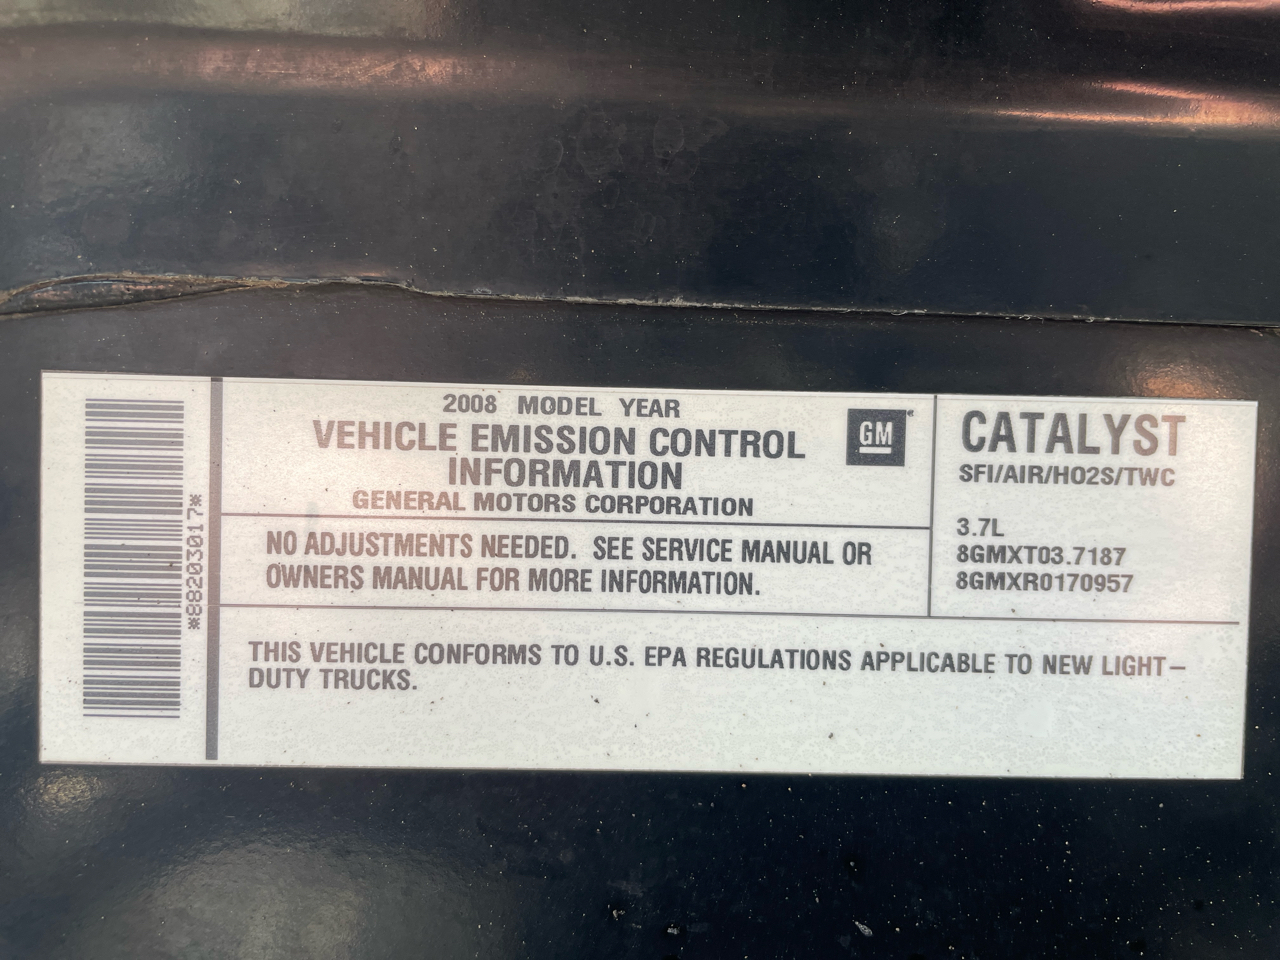 *88203017*
2008 MODEL YEAR
VEHICLE EMISSION CONTROL
INFORMATION
GENERAL MOTORS CORPORATION
GM
NO ADJUSTMENTS NEEDED. SEE SERVICE MANUAL OR
OWNERS MANUAL FOR MORE INFORMATION.
CATALYST
SFI/AIR/HO2S/TWC
3.7L
8GMXT03.7187
8GMXR0170957
THIS VEHICLE CONFORMS TO U.S. EPA REGULATIONS APPLICABLE TO NEW LIGHT–
DUTY TRUCKS.